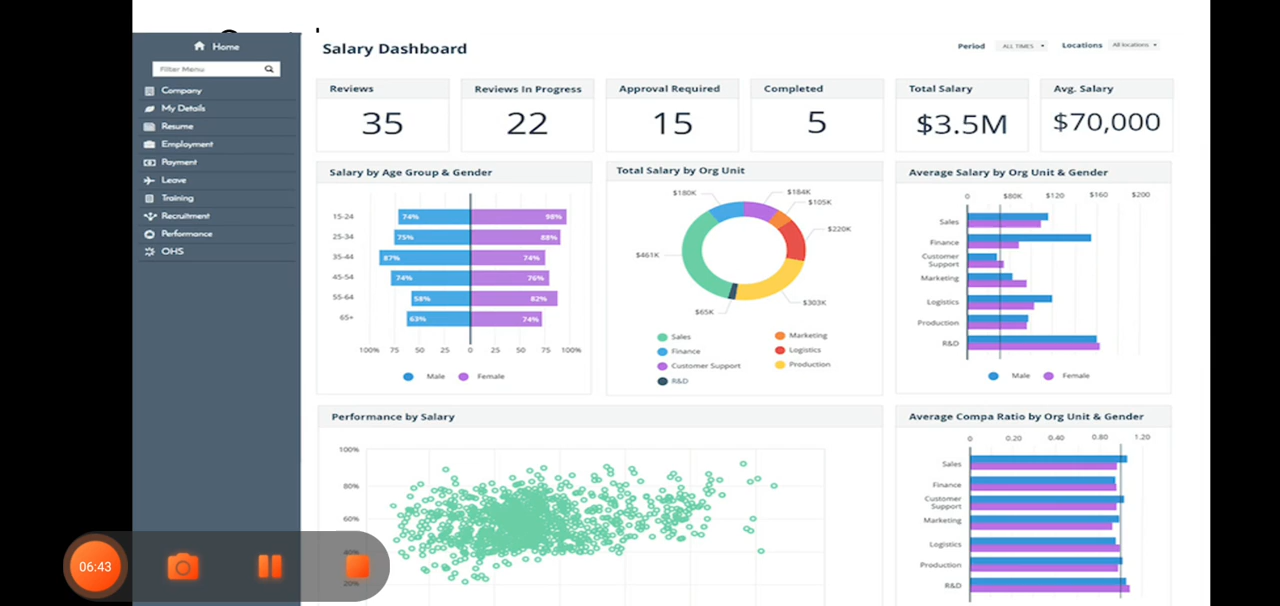 Home
Filter Menu
Company
My Details
Resume
Employment
Payment
Leave
Training
Recruitment
Performance
OHS
Salary Dashboard
Period ALL TIMES Locations All locations
Reviews
35
Reviews In Progress
22
Approval Required
15
Completed
5
Total Salary
$3.5M
Avg. Salary
$70,000
Salary by Age Group & Gender
15-24 74% 98%
25-34 75% 88%
35-44 87% 74%
45-54 74% 76%
55-64 58% 82%
65+ 63% 74%
100% 75 50 25 0 25 50 75 100%
Male Female
Total Salary by Org Unit
$180K $184K
$105K
$220K
$461K
$303K
$65K
Sales Marketing
Finance Logistics
Customer Support Production
R&D
Average Salary by Org Unit & Gender
0 $80K $120 $160 $200
Sales
Finance
Customer
Support
Marketing
Logistics
Production
R&D
Male Female
Performance by Salary
100%
80%
60%
40%
20%
Average Compa Ratio by Org Unit & Gender
0 0.20 0.40 0.80 1.20
Sales
Finance
Customer
Support
Marketing
Logistics
Production
R&D
06:43